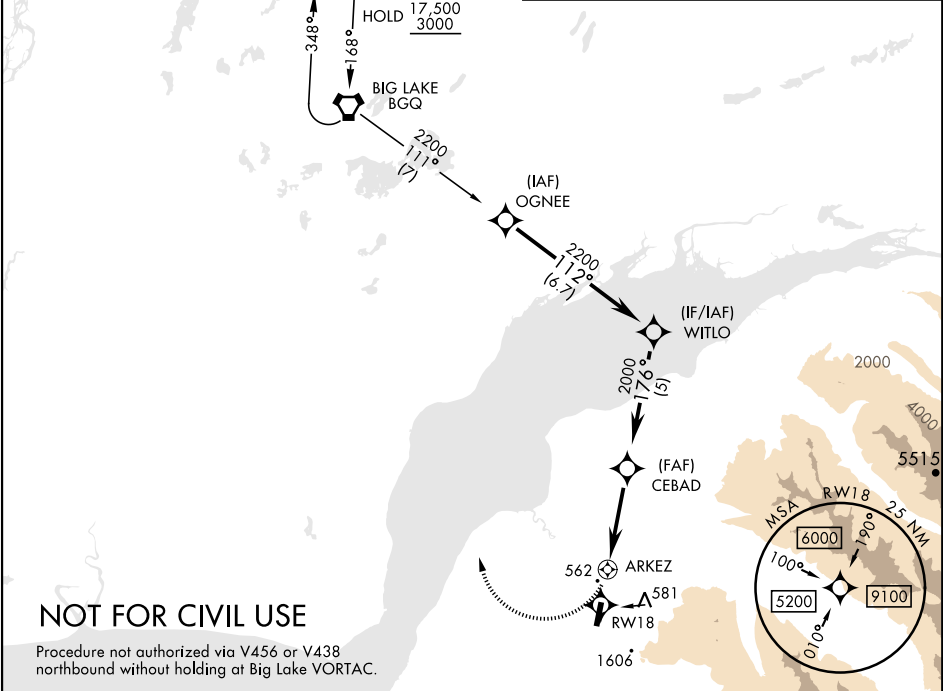 HOLD 17,500
3000
348°
168°
BIG LAKE
BGQ
2200
111°
(7)
(IAF)
OGNEE
2200
112°
(6.7)
(IF/IAF)
WITLO
2000
176°
(5)
2000
4000
5515
(FAF)
CEBAD
MSA RW18 25 NM
6000
190°
100°
5200
9100
010°
562
ARKEZ
581
RW18
1606
NOT FOR CIVIL USE
Procedure not authorized via V456 or V438
northbound without holding at Big Lake VORTAC.